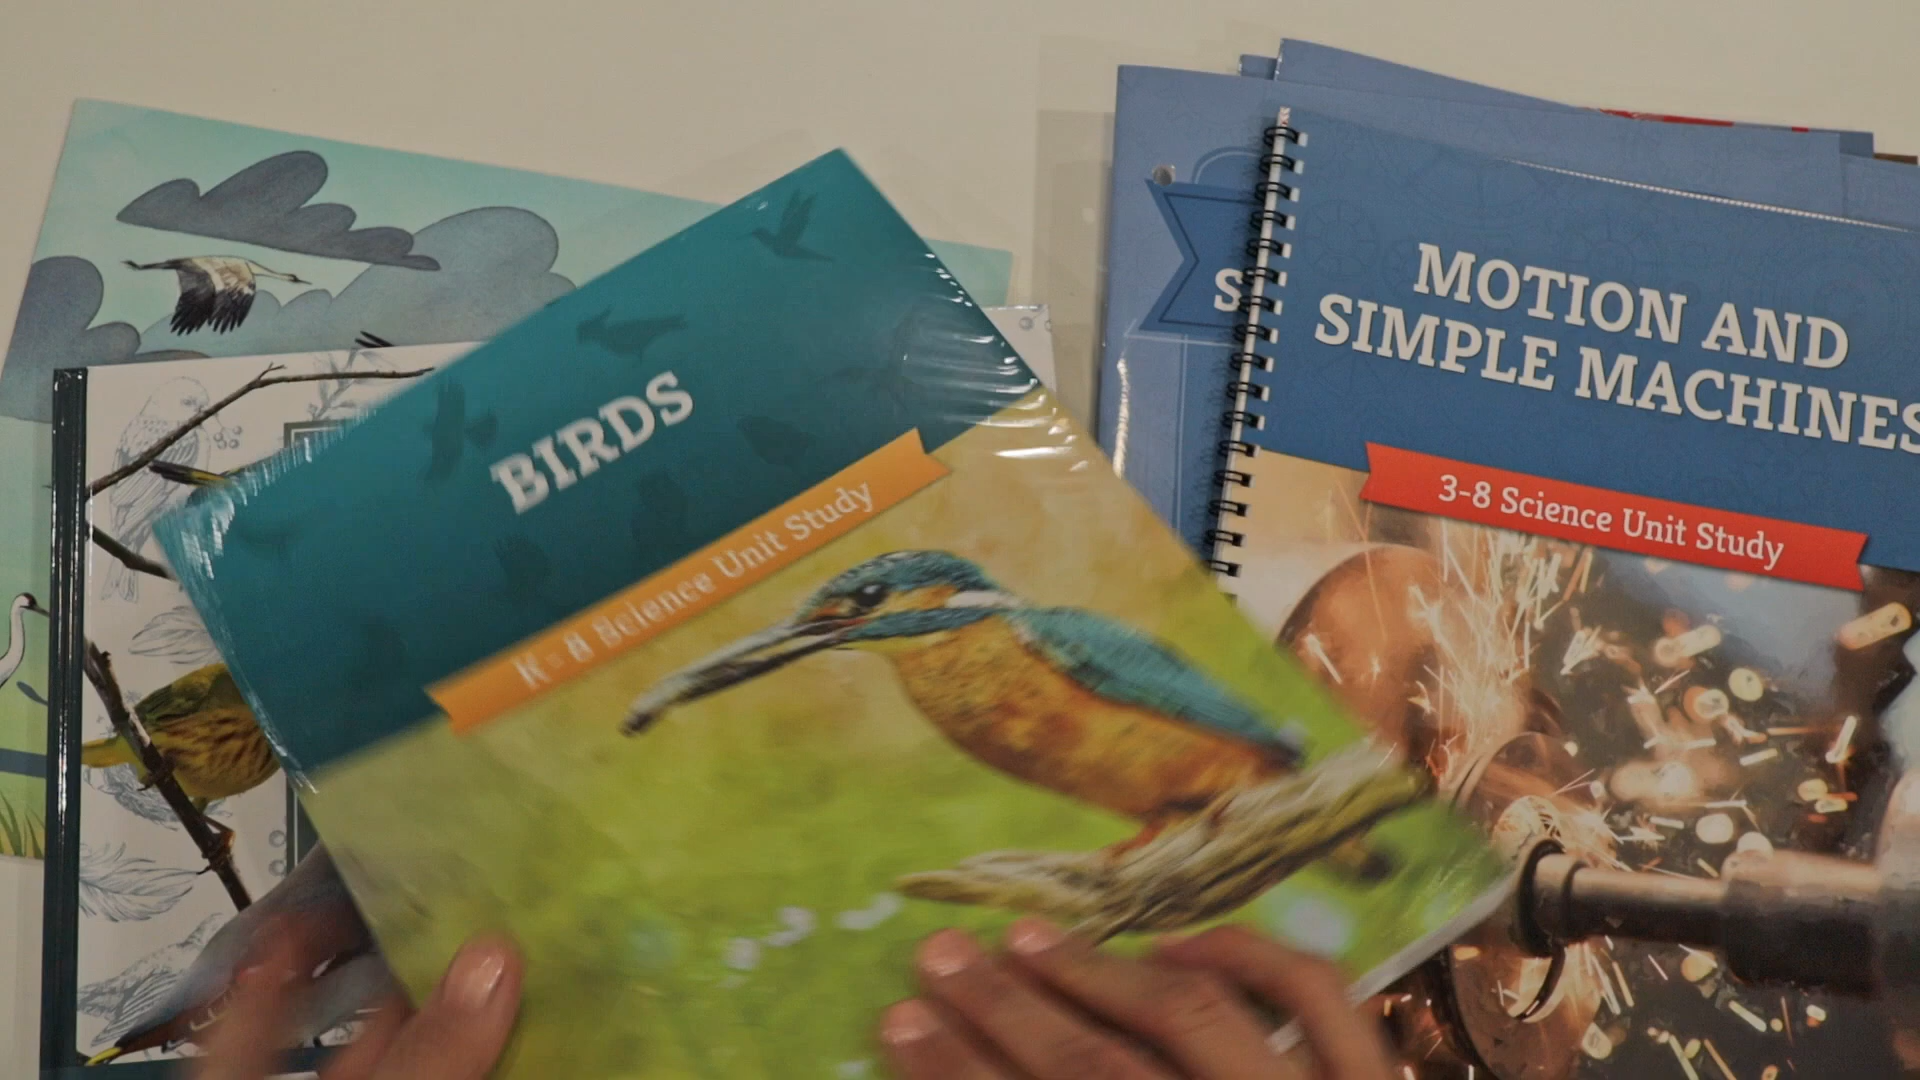 BIRDS
K-8 Science Unit Study
S
MOTION AND
SIMPLE MACHINES
3-8 Science Unit Study